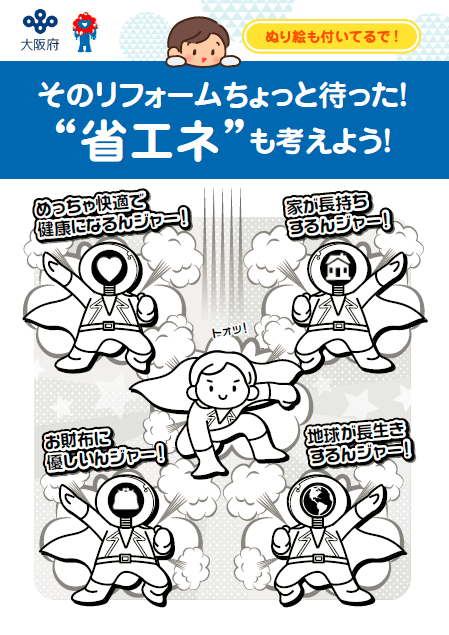 大阪府
ぬり絵も付いてるで！
そのリフォームちょっと待った！
“省エネ”も考えよう！
めっちゃ快適で
健康になるんジャー！
家が長持ち
するんジャー！
トオッ！
お財布に
優しいんジャー！
地球が長生き
するんジャー！